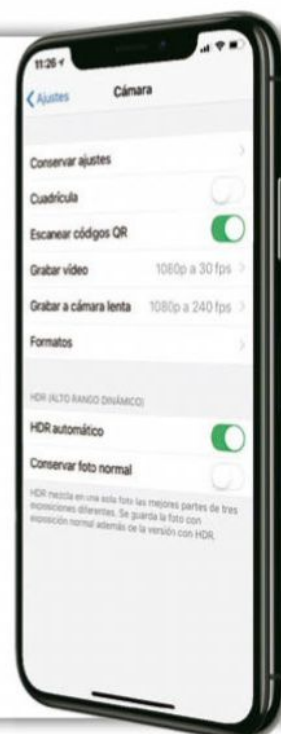 11:26
Ajustes
Cámara
Conservar ajustes
Cuadrícula
Escanear códigos QR
Grabar vídeo 1080p a 30 fps
Grabar a cámara lenta 1080p a 240 fps
Formatos
HDR (ALTO RANGO DINÁMICO)
HDR automático
Conservar foto normal
HDR mezcla en una sola foto las mejores partes de tres
exposiciones diferentes. Se guarda la foto con
exposición normal además de la versión con HDR.